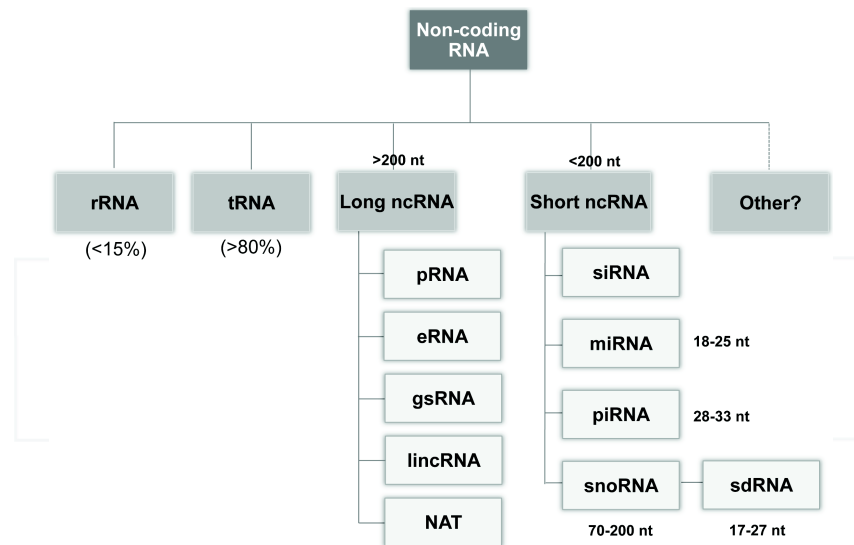 Non-coding
RNA
>200 nt
<200 nt
rRNA
tRNA
Long ncRNA
Short ncRNA
Other?
(<15%)
(>80%)
pRNA
eRNA
gsRNA
lincRNA
NAT
siRNA
miRNA
18-25 nt
piRNA
28-33 nt
snoRNA
sdRNA
70-200 nt
17-27 nt